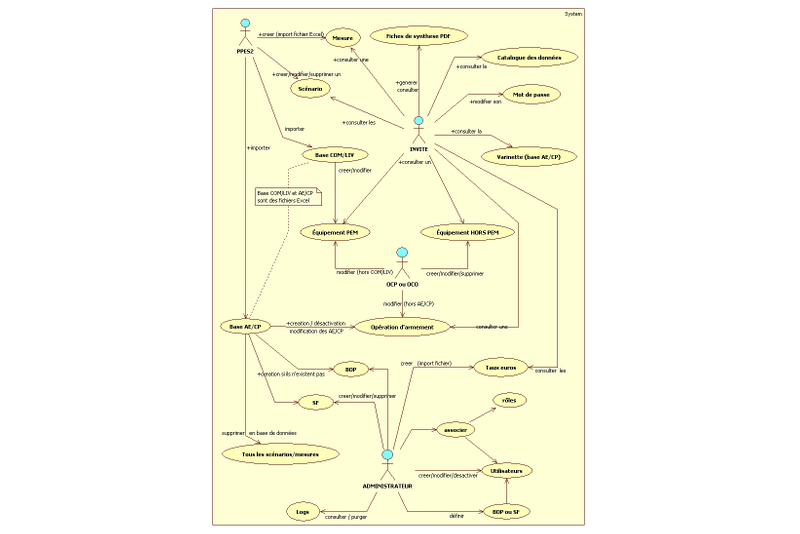 System
PPES2
+creer (import fichier Excel)
Mesure
Fiches de synthese PDF
+consulter une
Catalogue des données
+consulter le
+creer/modifier/supprimer un
Scénario
+generer
consulter
Mot de passe
+modifier son
+consulter les
importer
+consulter la
INVITE
+importer
Base COM/LIV
Varinette (base AE/CP)
+consulter un
creer/modifier
Base COM/LIV et AE/CP
sont des fichiers Excel
Équipement PEM
Équipement HORS PEM
modifier (hors COM/LIV)
creer/modifier/supprimer
OCP ou OCO
modifier (hors AE/CP)
Base AE/CP
+creation / désactivation
modification des AE/CP
Opération d'armement
consulter une
creer (import fichier)
Taux euros
consulter les
+creation si ils n'existent pas
BOP
creer/modifier/supprimer
SF
rôles
associer
supprimer en base de données
Tous les scénarios/mesures
Utilisateurs
creer/modifier/desactiver
ADMINISTRATEUR
Logs
consulter / purger
définir
BOP ou SF